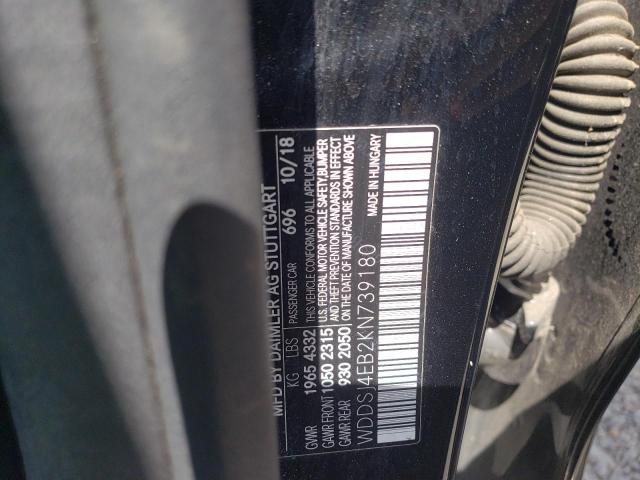 MFD BY DAIMLER AG STUTTGART
696 10/18
KG LBS PASSENGER CAR
GVWR 1965 4332 THIS VEHICLE CONFORMS TO ALL APPLICABLE
GAWR FRONT 1050 2315 U.S. FEDERAL MOTOR VEHICLE SAFETY, BUMPER
AND THEFT PREVENTION STANDARDS IN EFFECT
GAWR REAR 930 2050 ON THE DATE OF MANUFACTURE SHOWN ABOVE
WDDSJ4EB2KN739180 MADE IN HUNGARY